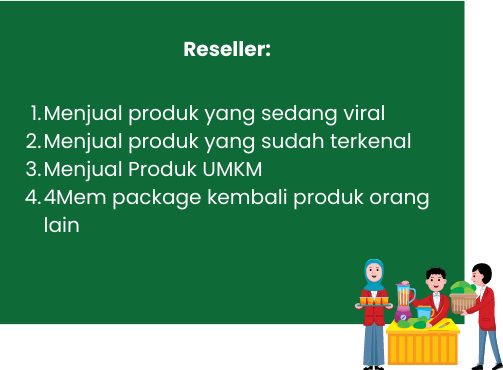 Reseller:
1. Menjual produk yang sedang viral
2. Menjual produk yang sudah terkenal
3. Menjual Produk UMKM
4. 4Mem package kembali produk orang
lain